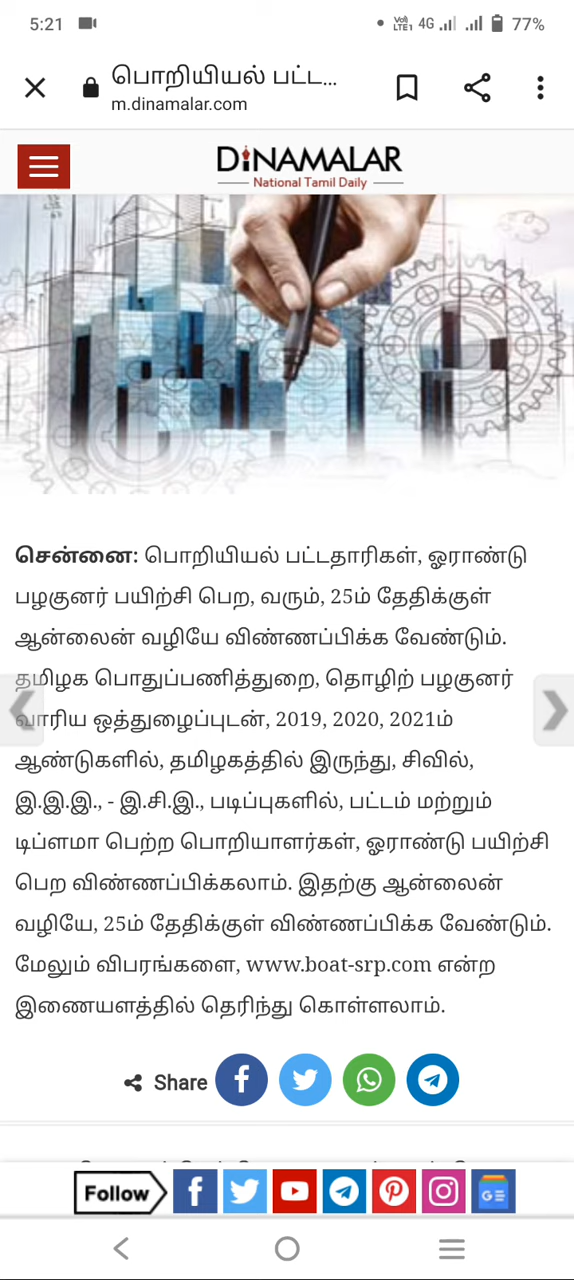 5:21
VoLTE1 4G 77%
பொறியியல் பட்ட...
m.dinamalar.com
DINAMALAR
National Tamil Daily
சென்னை: பொறியியல் பட்டதாரிகள், ஓராண்டு
பழகுனர் பயிற்சி பெற, வரும், 25ம் தேதிக்குள்
ஆன்லைன் வழியே விண்ணப்பிக்க வேண்டும்.
தமிழக பொதுப்பணித்துறை, தொழிற் பழகுனர்
வாரிய ஒத்துழைப்புடன், 2019, 2020, 2021ம்
ஆண்டுகளில், தமிழகத்தில் இருந்து, சிவில்,
இ.இ.இ., - இ.சி.இ., படிப்புகளில், பட்டம் மற்றும்
டிப்ளமா பெற்ற பொறியாளர்கள், ஓராண்டு பயிற்சி
பெற விண்ணப்பிக்கலாம். இதற்கு ஆன்லைன்
வழியே, 25ம் தேதிக்குள் விண்ணப்பிக்க வேண்டும்.
மேலும் விபரங்களை, www.boat-srp.com என்ற
இணையளத்தில் தெரிந்து கொள்ளலாம்.
Share
Follow